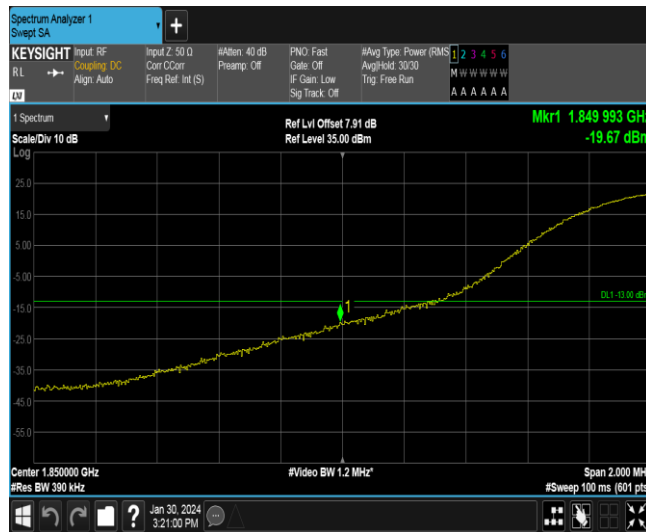 Spectrum Analyzer 1
Swept SA
KEYSIGHT
RL
LXI
Input: RF
Coupling: DC
Align: Auto
Input Z: 50 Ω
Corr CCorr
Freq Ref: Int (S)
#Atten: 40 dB
Preamp: Off
PNO: Fast
Gate: Off
IF Gain: Low
Sig Track: Off
#Avg Type: Power (RMS
Avg|Hold: 30/30
Trig: Free Run
1 2 3 4 5 6
M W W W W W
A A A A A A
1 Spectrum
Scale/Div 10 dB
Ref Lvl Offset 7.91 dB
Ref Level 35.00 dBm
Mkr1 1.849 993 GHz
-19.67 dBm
Log
25.0
15.0
5.00
-5.00
-15.0
-25.0
-35.0
-45.0
-55.0
1
DL1 -13.00 dBm
Center 1.850000 GHz
#Res BW 390 kHz
#Video BW 1.2 MHz*
Span 2.000 MHz
#Sweep 100 ms (601 pts)
?
Jan 30, 2024
3:21:00 PM